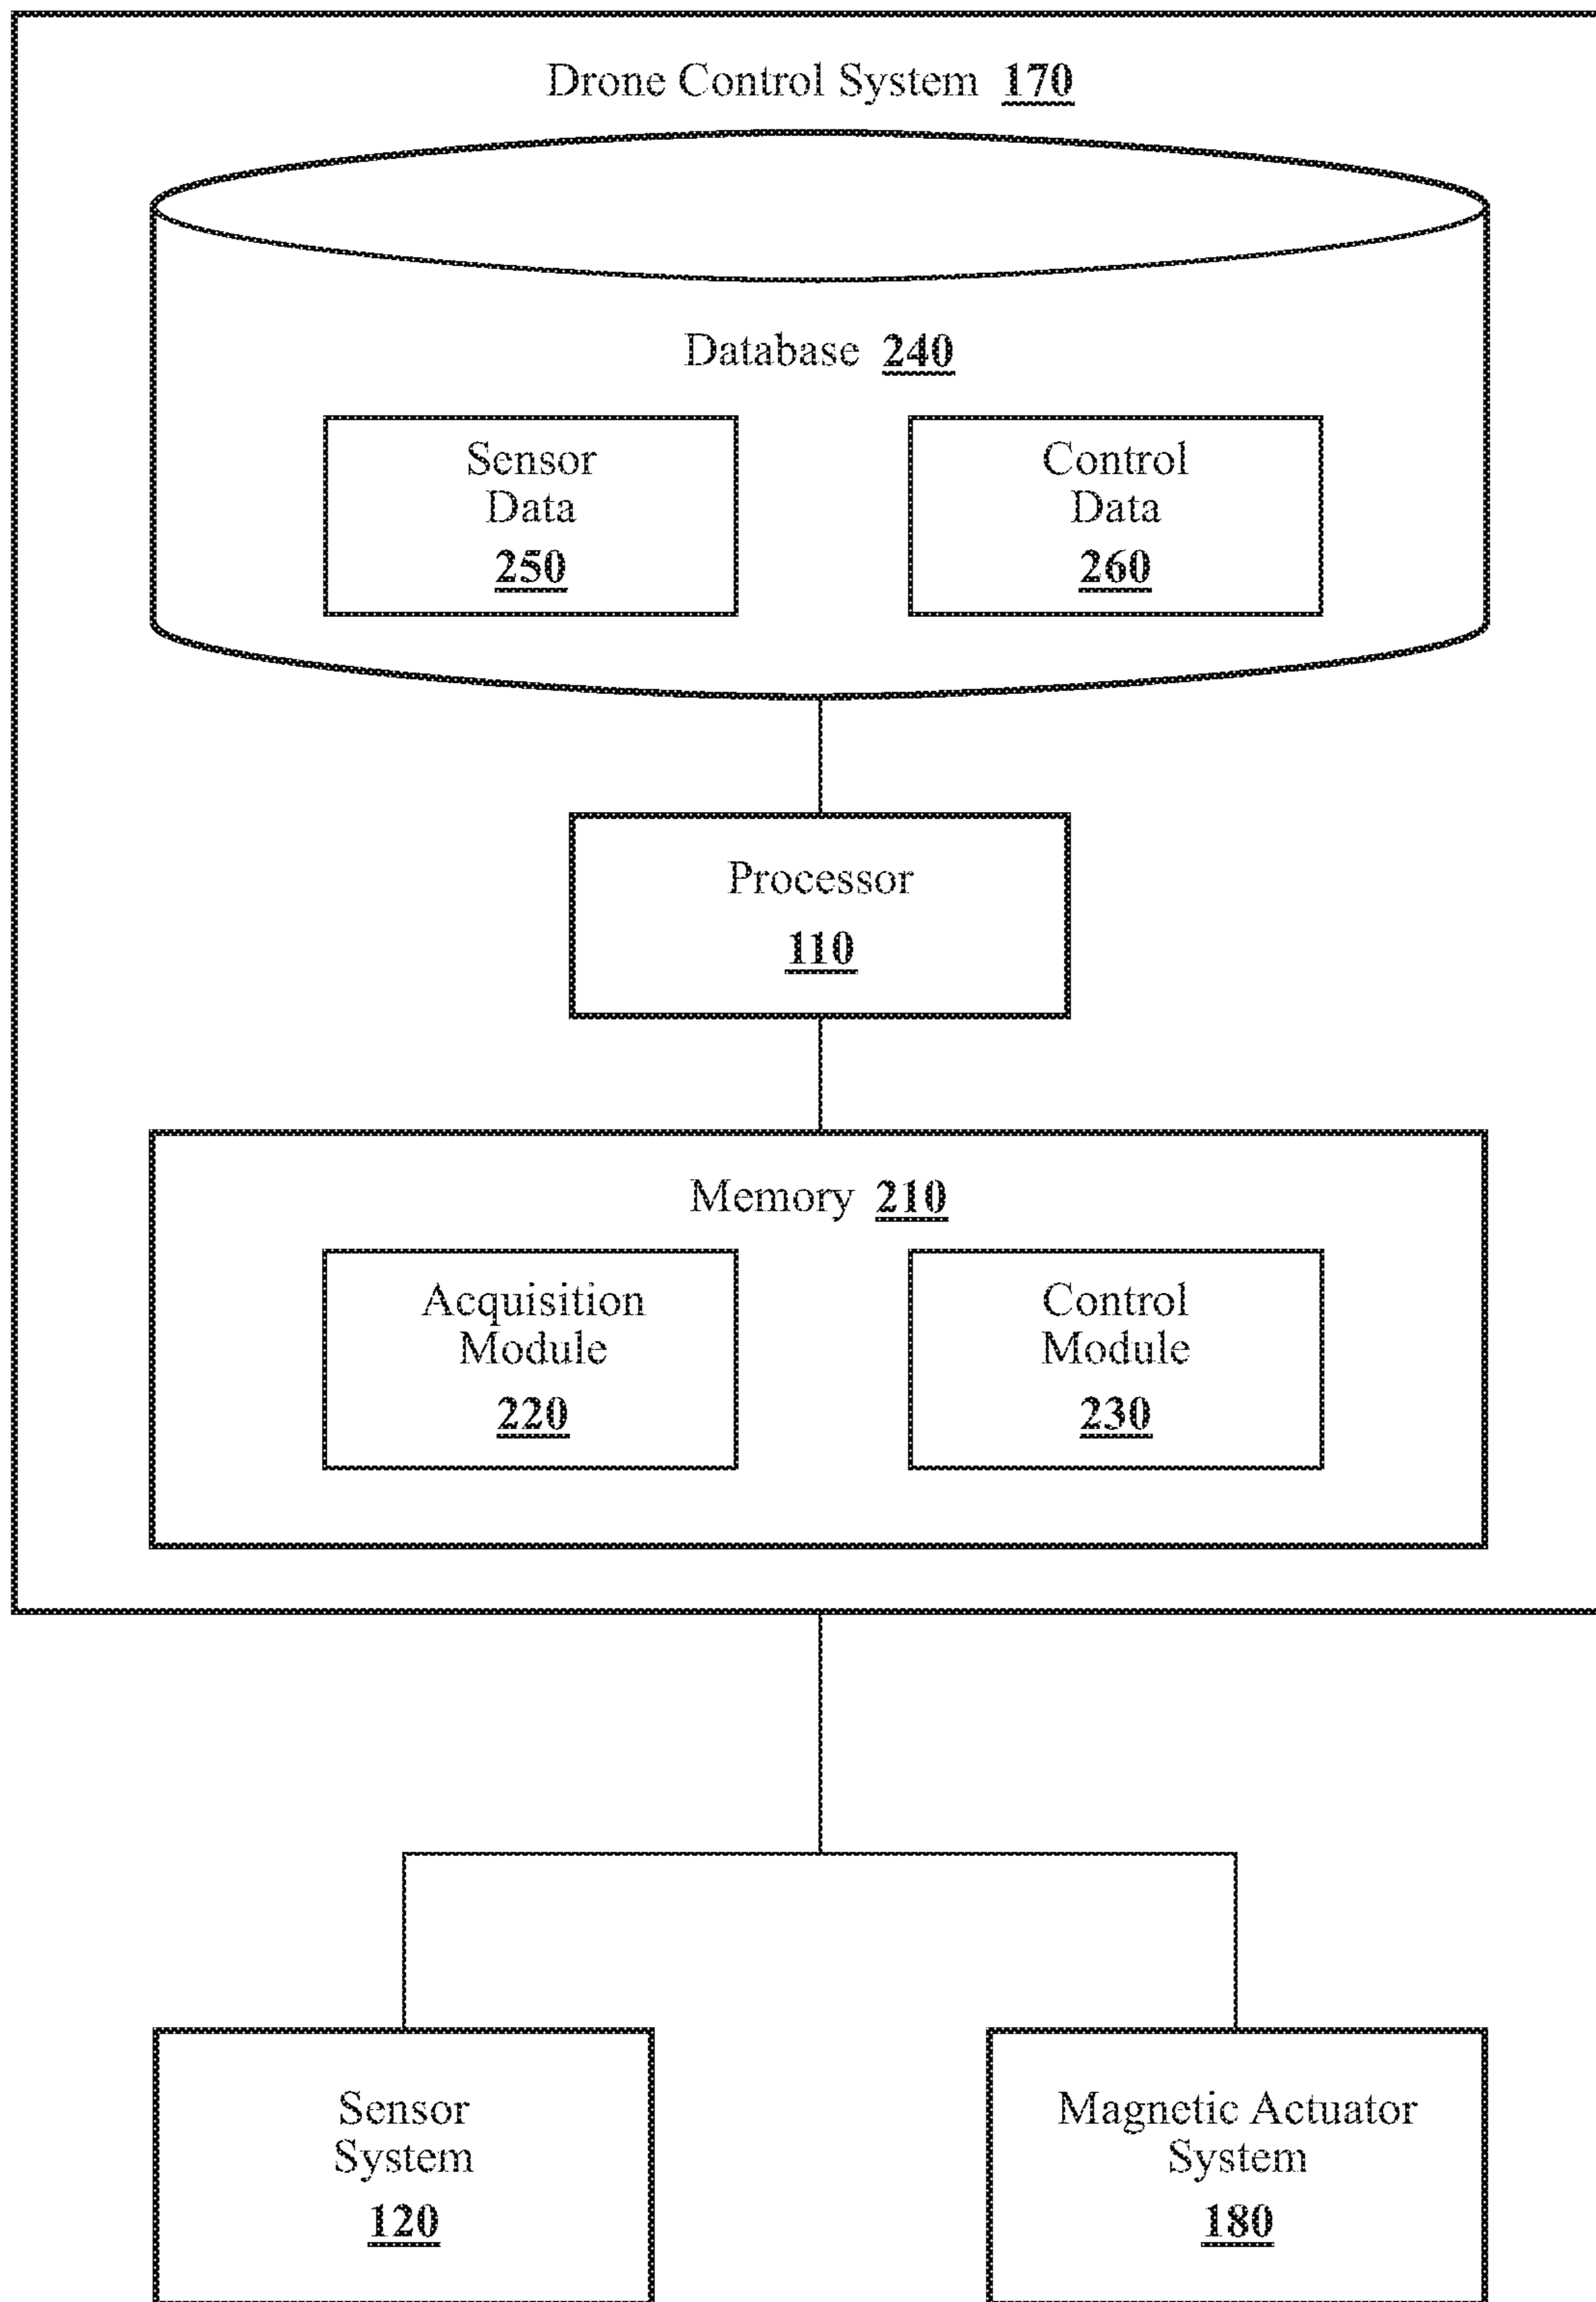 Drone Control System 170
Database 240
Sensor
Data
250
Control
Data
260
Processor
110
Memory 210
Acquisition
Module
220
Control
Module
230
Sensor
System
120
Magnetic Actuator
System
180